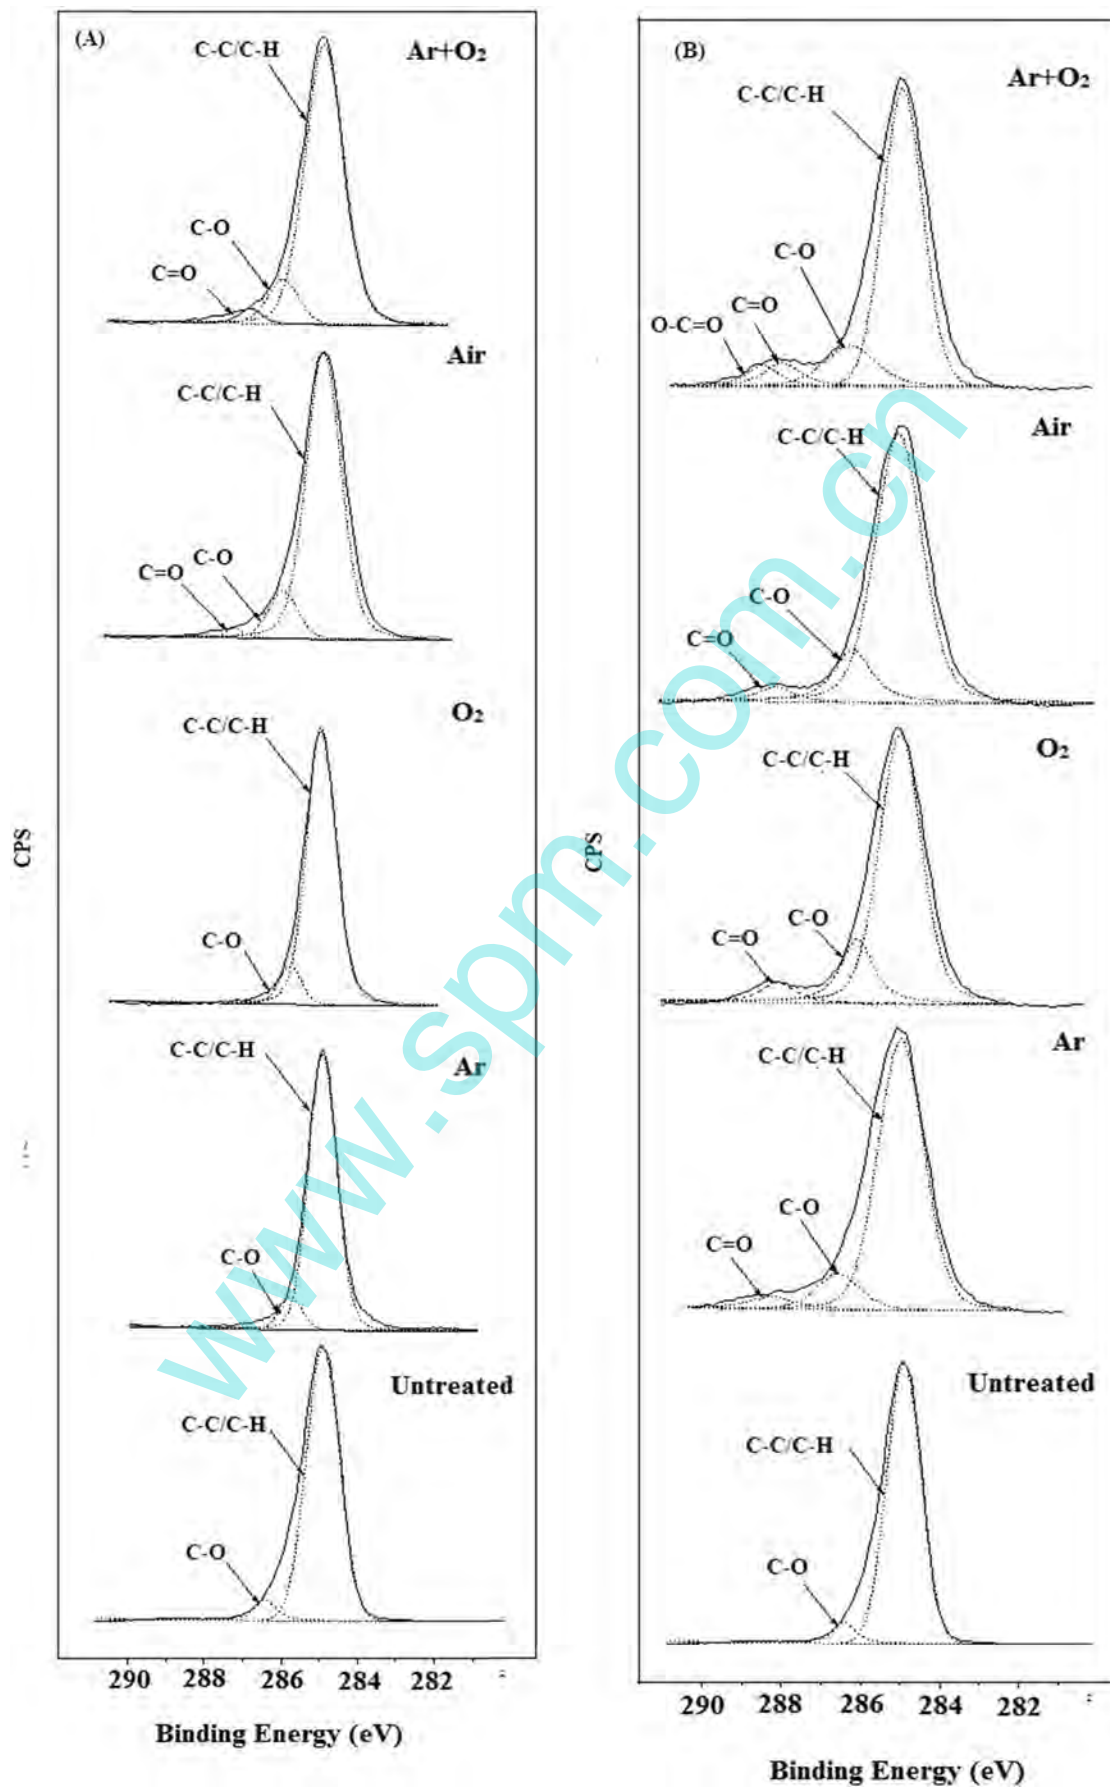 (A)
Ar+O₂
C-C/C-H
C-O
C=O
Air
C-C/C-H
C-O
C=O
O₂
C-C/C-H
C-O
Ar
C-C/C-H
C-O
Untreated
C-C/C-H
C-O
CPS
290 288 286 284 282
Binding Energy (eV)
(B)
Ar+O₂
C-C/C-H
C-O
C=O
O-C=O
Air
C-C/C-H
C-O
C=O
O₂
C-C/C-H
C-O
C=O
Ar
C-C/C-H
C-O
C=O
Untreated
C-C/C-H
C-O
CPS
290 288 286 284 282
Binding Energy (eV)
www.spm.com.cn